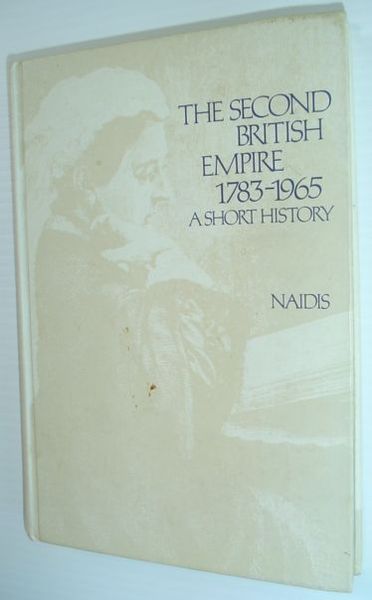 THE SECOND
BRITISH
EMPIRE
1783-1965
A SHORT HISTORY
NAIDIS